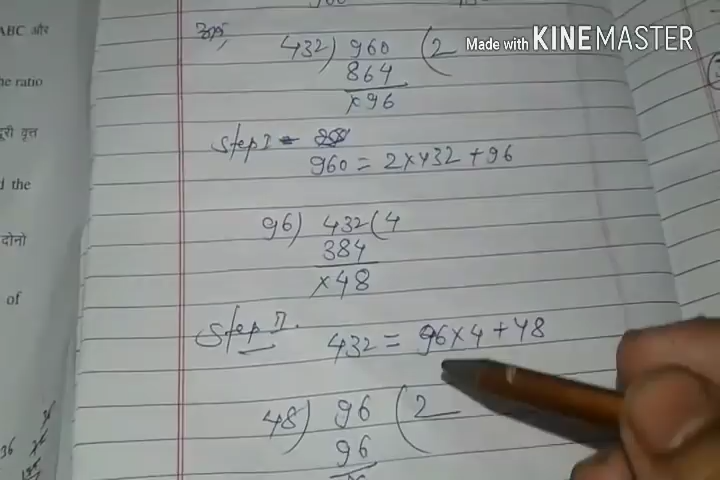 ABC और
he ratio
पूरी वृत्त
d the
दोनो
of
36
Made with KINEMASTER
432) 960 (2
864
×96
Step I =
960 = 2×432 +96
96) 432(4
384
×48
Step II.
432 = 96×4 +48
48) 96 (2
96